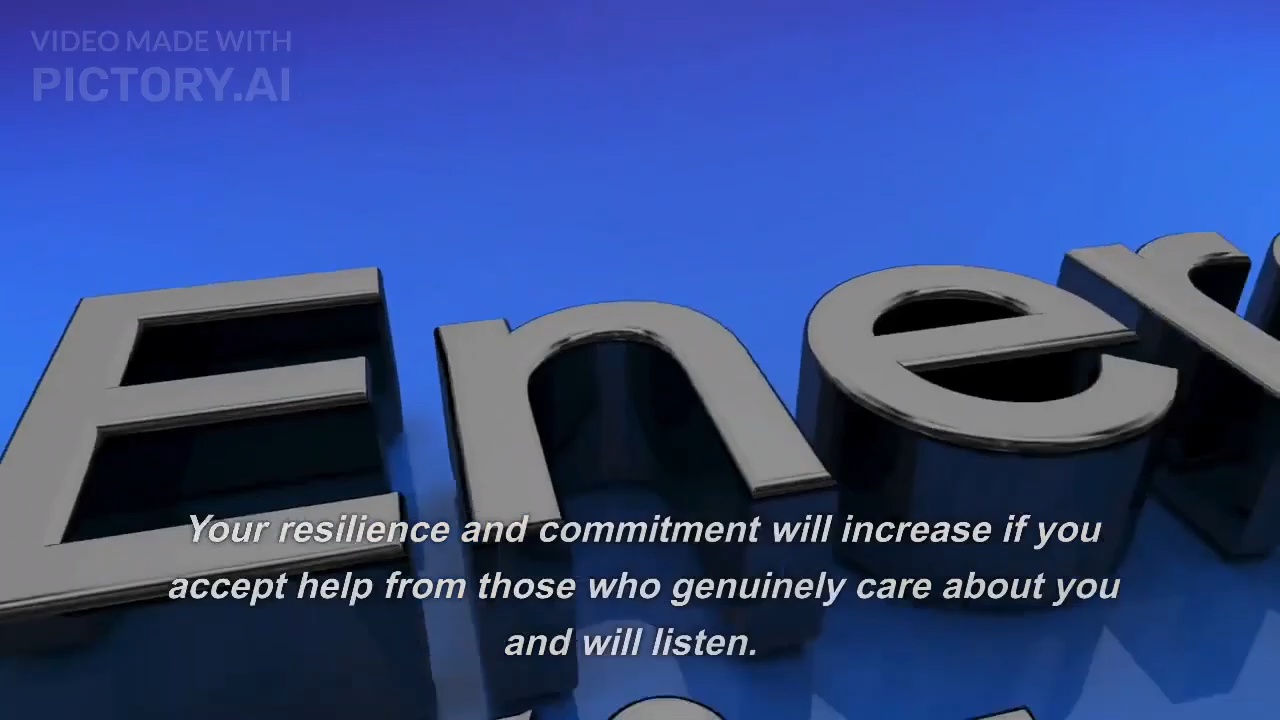 VIDEO MADE WITH
PICTORY.AI
Ener
Your resilience and commitment will increase if you
accept help from those who genuinely care about you
and will listen.